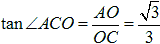 tan∠ACO = AO/OC = √3/3